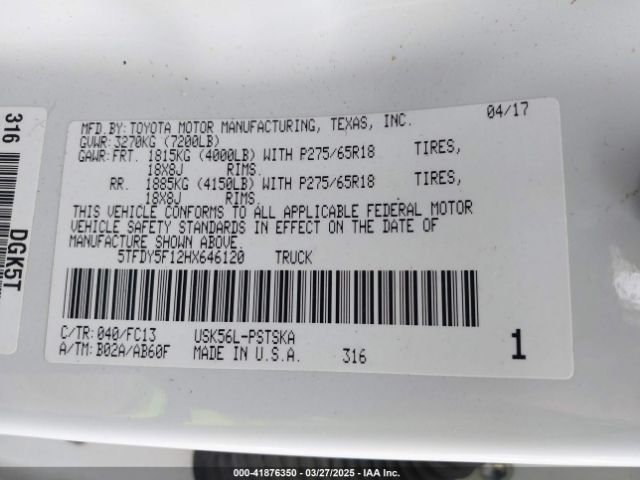 MFD.BY:TOYOTA MOTOR MANUFACTURING, TEXAS, INC. 04/17
GVWR:3270KG (7200LB)
GAWR:FRT. 1815KG (4000LB) WITH P275/65R18 TIRES,
18X8J RIMS.
RR. 1885KG (4150LB) WITH P275/65R18 TIRES,
18X8J RIMS.
THIS VEHICLE CONFORMS TO ALL APPLICABLE FEDERAL MOTOR
VEHICLE SAFETY STANDARDS IN EFFECT ON THE DATE OF
MANUFACTURE SHOWN ABOVE.
5TFDY5F12HX646120 TRUCK
C/TR:040/FC13 USK56L-PSTSKA
A/TM:B02A/AB60F MADE IN U.S.A. 316 1
316
DGK5T
000-41876350 | 03/27/2025 | IAA Inc.